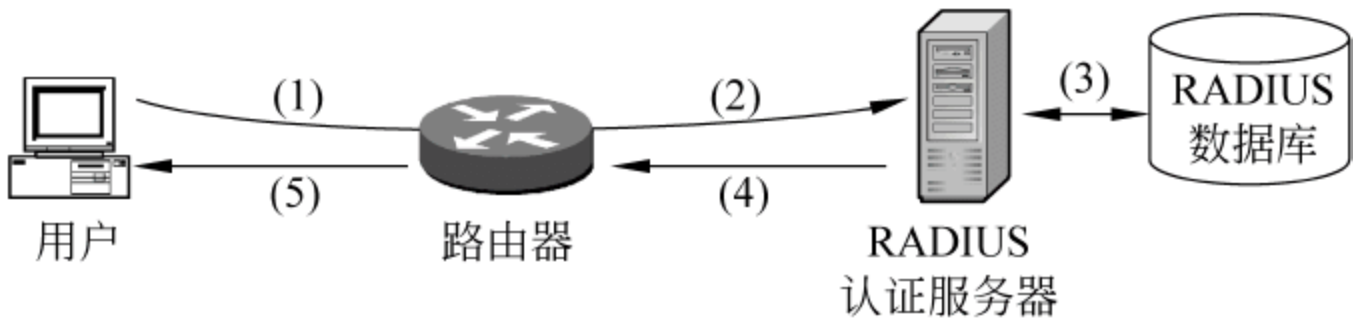 (1)
(2)
(3)
RADIUS
数据库
(5)
(4)
用户
路由器
RADIUS
认证服务器